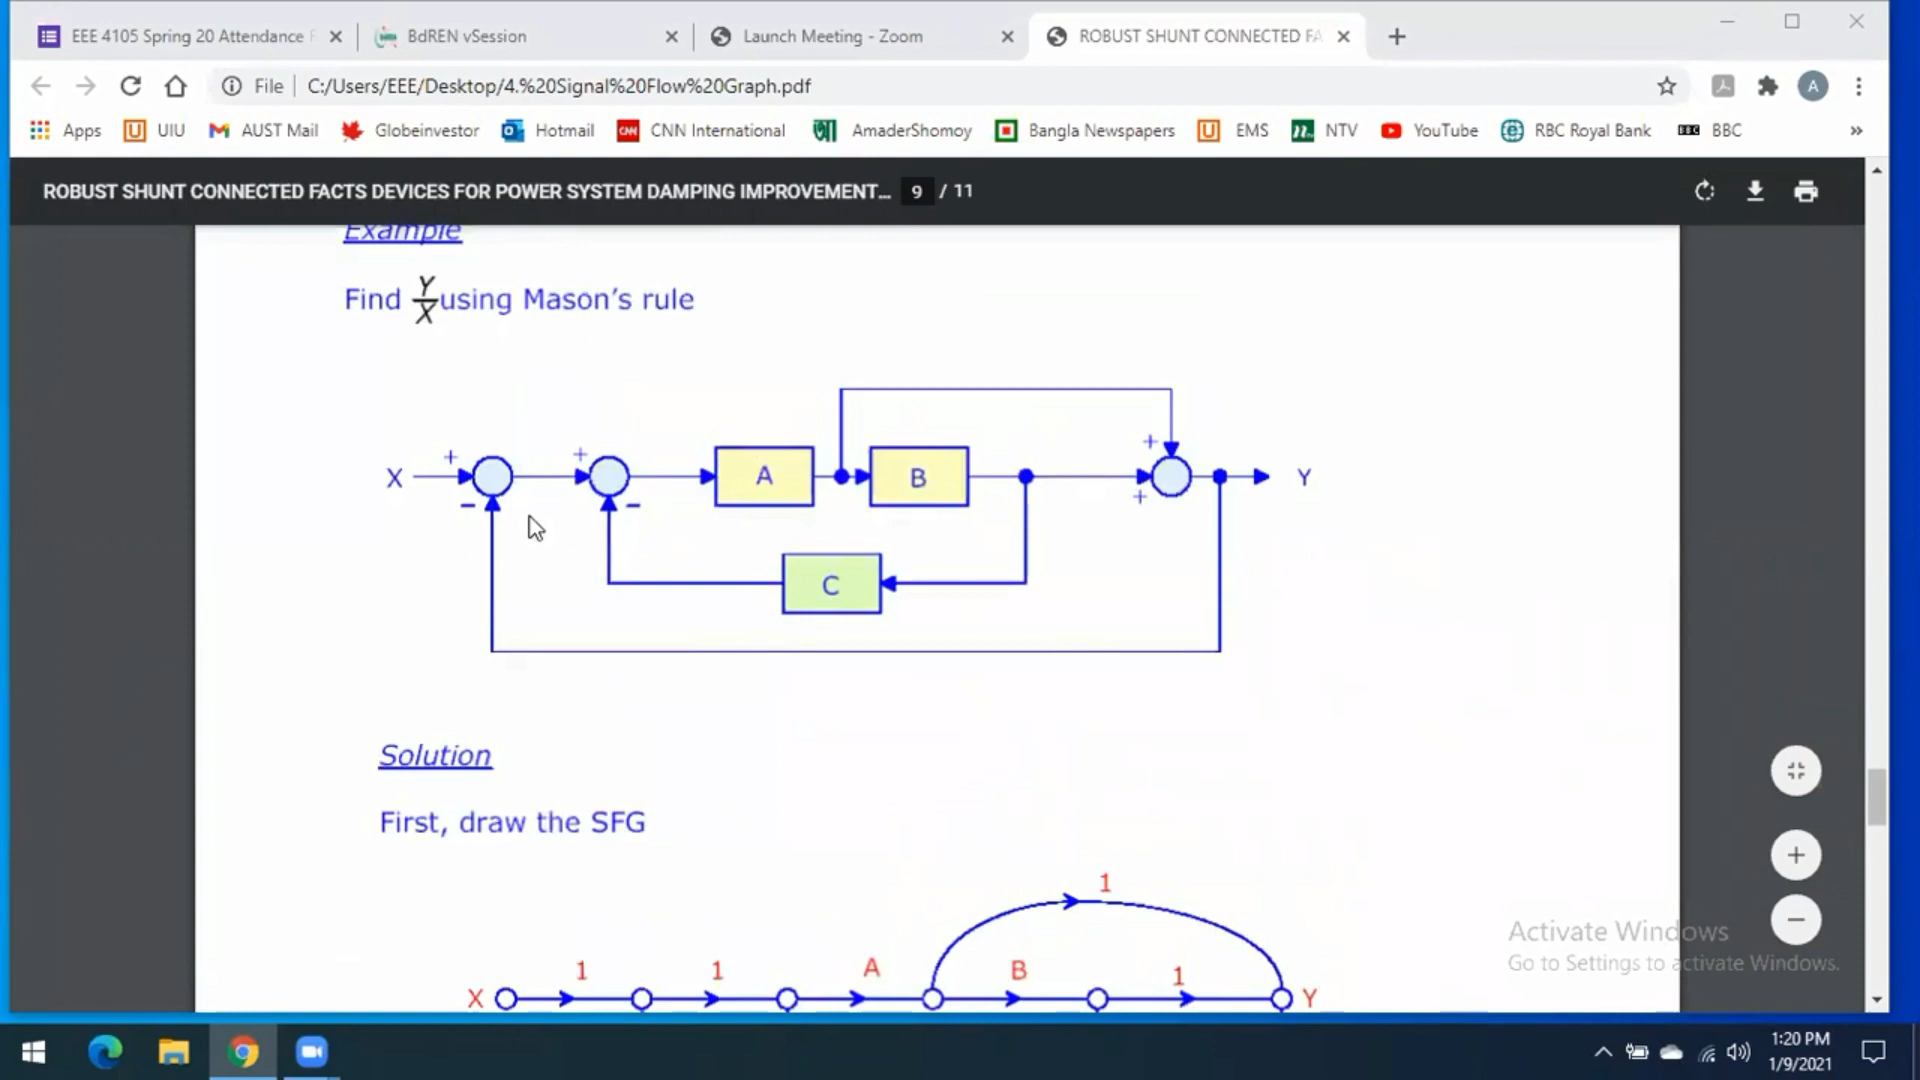 EEE 4105 Spring 20 Attendance F
BdREN vSession
Launch Meeting - Zoom
ROBUST SHUNT CONNECTED FA
File
C:/Users/EEE/Desktop/4.%20Signal%20Flow%20Graph.pdf
A
Apps
UIU
AUST Mail
Globeinvestor
Hotmail
CNN International
AmaderShomoy
Bangla Newspapers
EMS
NTV
YouTube
RBC Royal Bank
BBC
»
ROBUST SHUNT CONNECTED FACTS DEVICES FOR POWER SYSTEM DAMPING IMPROVEMENT... 9 / 11
Example
Find Y/X using Mason's rule
+ + +
X A B Y
− − +
C
Solution
First, draw the SFG
1
1 1 A B 1
X Y
Activate Windows
Go to Settings to activate Windows.
1:20 PM
1/9/2021